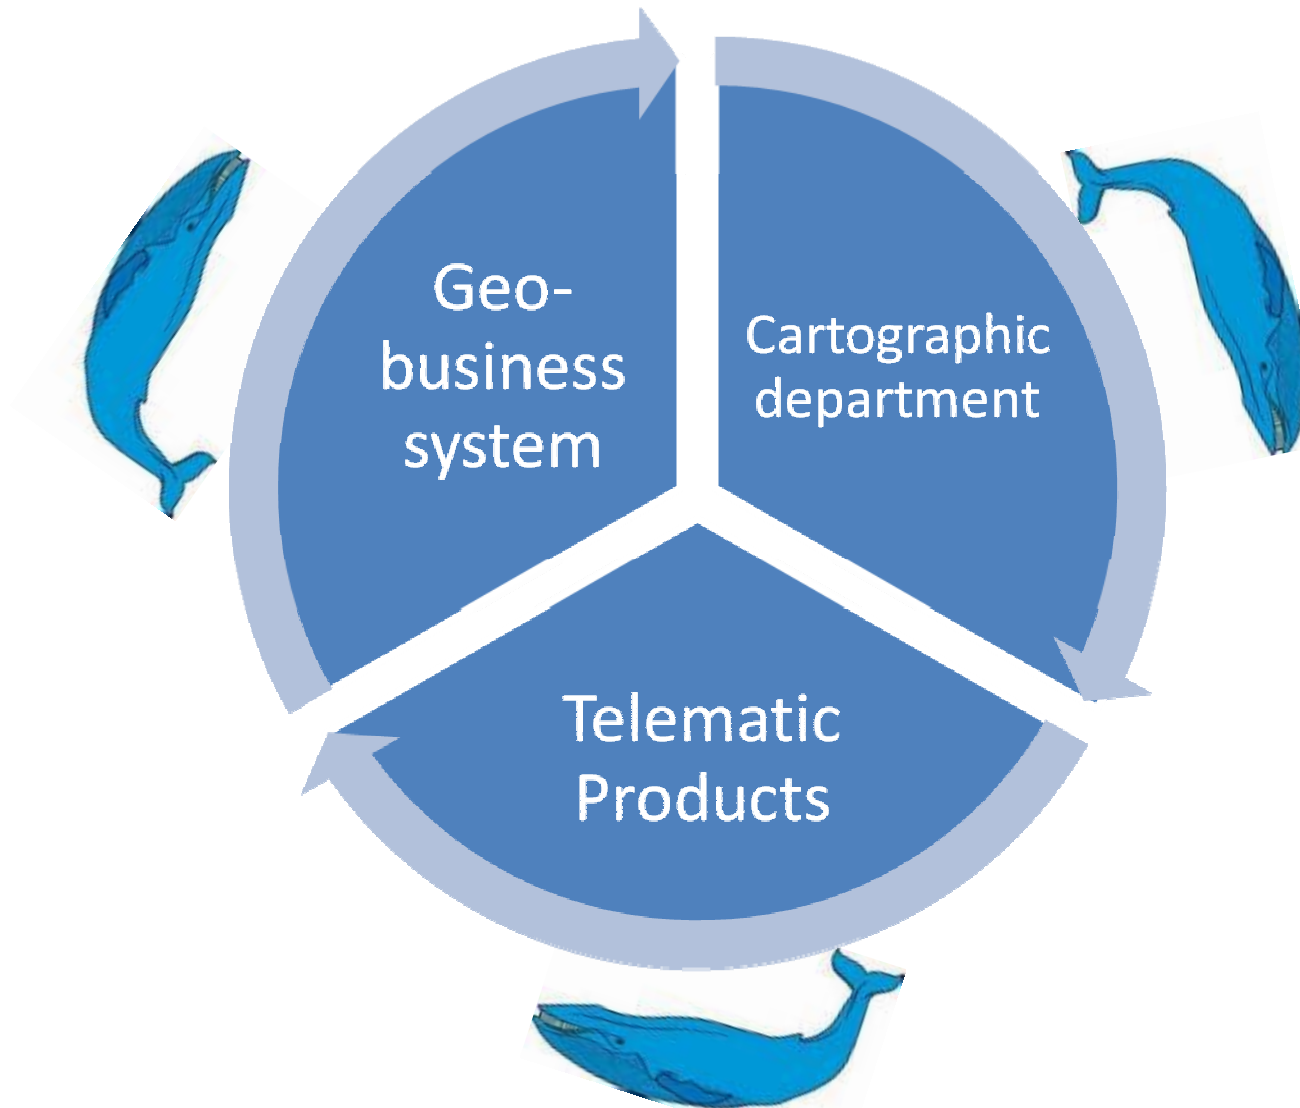 Geo-
business
system
Cartographic
department
Telematic
Products